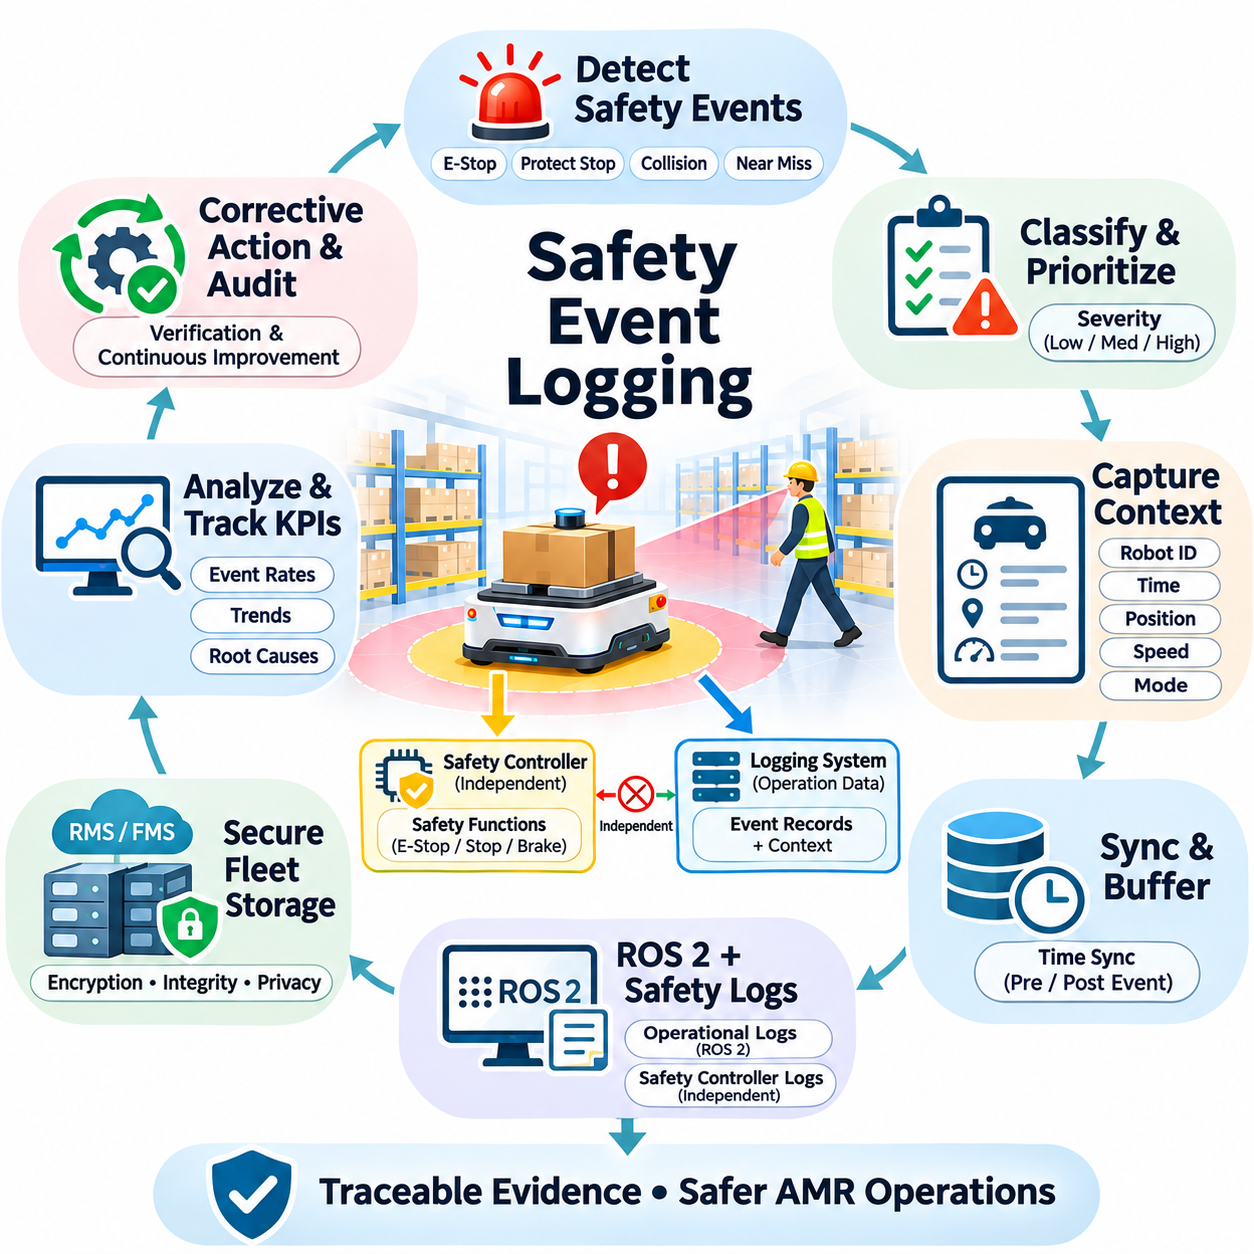 Detect
Safety Events
E-Stop
Protect Stop
Collision
Near Miss
Safety
Event
Logging
Classify &
Prioritize
Severity
(Low / Med / High)
Capture
Context
Robot ID
Time
Position
Speed
Mode
Sync &
Buffer
Time Sync
(Pre / Post Event)
ROS 2
ROS 2 +
Safety Logs
Operational Logs
(ROS 2)
Safety Controller Logs
(Independent)
RMS / FMS
Secure
Fleet
Storage
Encryption • Integrity • Privacy
Analyze &
Track KPIs
Event Rates
Trends
Root Causes
Corrective
Action &
Audit
Verification &
Continuous Improvement
Safety Controller
(Independent)
Safety Functions
(E-Stop / Stop / Brake)
Independent
Logging System
(Operation Data)
Event Records
+ Context
Traceable Evidence • Safer AMR Operations